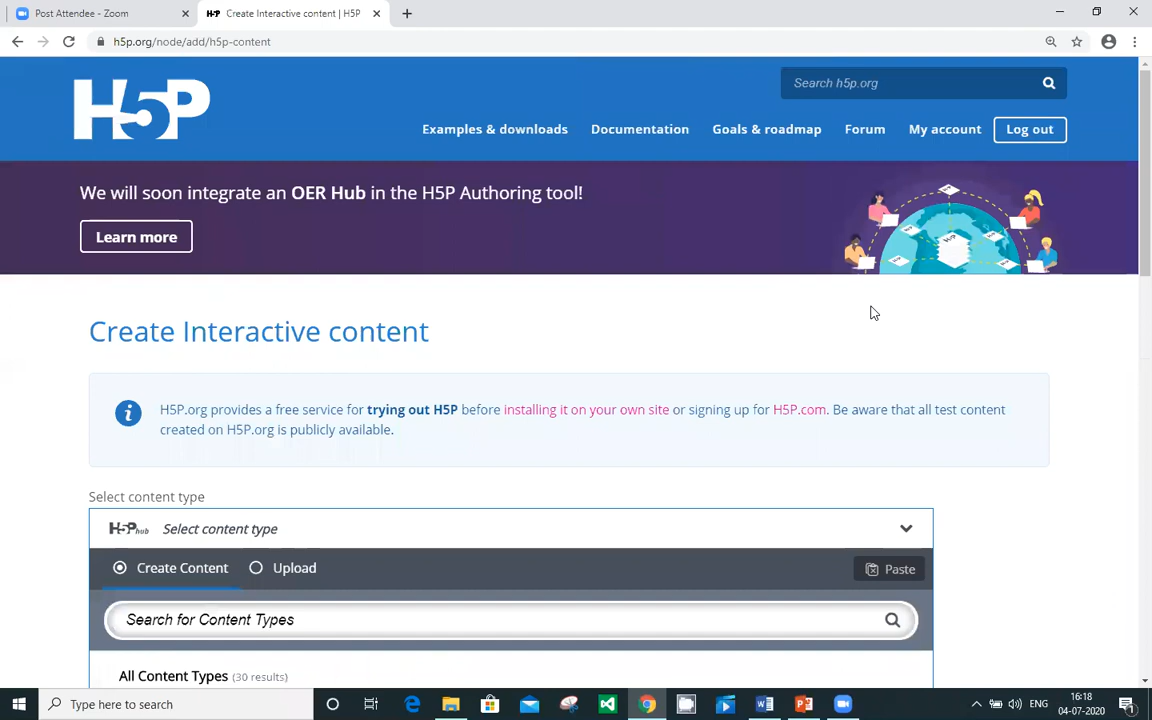 Post Attendee - Zoom
H5P Create Interactive content | H5P
h5p.org/node/add/h5p-content
H5P
Search h5p.org
Examples & downloads Documentation Goals & roadmap Forum My account Log out
We will soon integrate an OER Hub in the H5P Authoring tool!
Learn more
Create Interactive content
H5P.org provides a free service for trying out H5P before installing it on your own site or signing up for H5P.com. Be aware that all test content
created on H5P.org is publicly available.
Select content type
H5P hub Select content type
Create Content Upload Paste
Search for Content Types
All Content Types (30 results)
Type here to search
ENG
16:18
04-07-2020